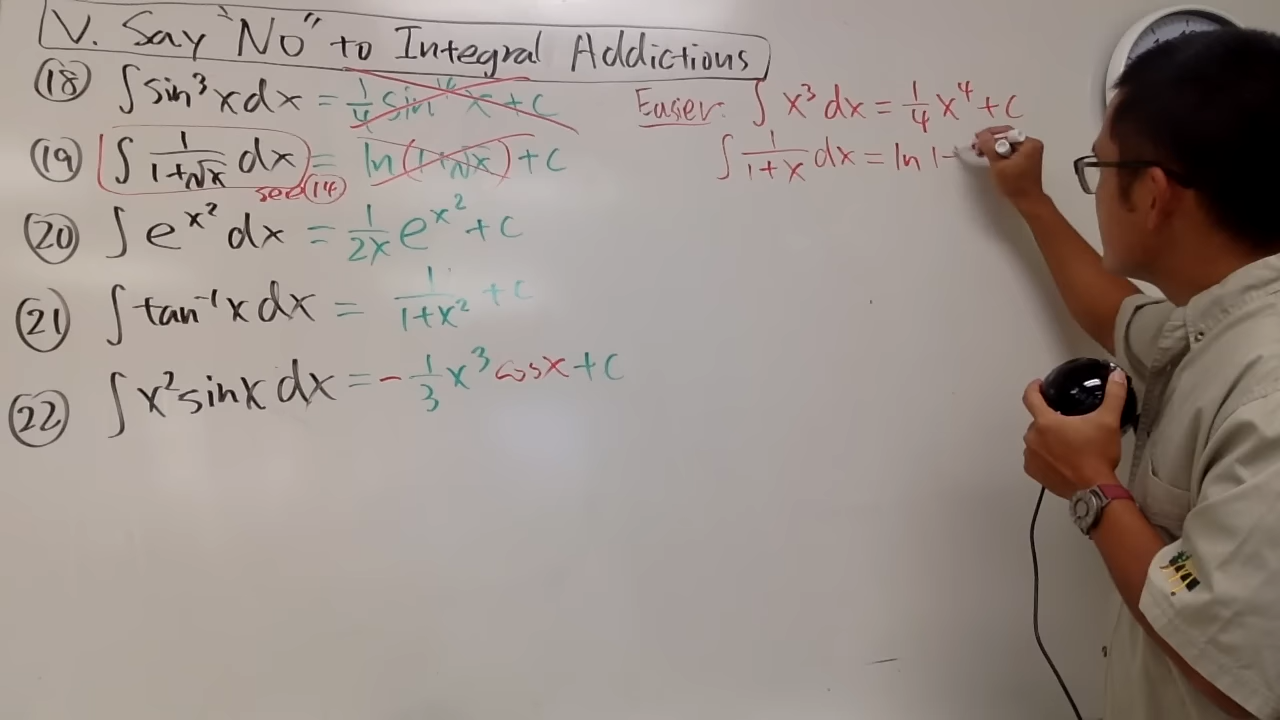 V. Say "No" to Integral Addictions
(18) ∫ sin³x dx = 1/4 sin⁴x + C
Easier: ∫ x³ dx = 1/4 x⁴ + C
(19) ∫ 1/(1+√x) dx = ln(1+√x) + C
see (14)
∫ 1/(1+x) dx = ln |1+
(20) ∫ e^(x²) dx = 1/(2x) e^(x²) + C
(21) ∫ tan⁻¹x dx = 1/(1+x²) + C
(22) ∫ x² sinx dx = -1/3 x³ cosx + C